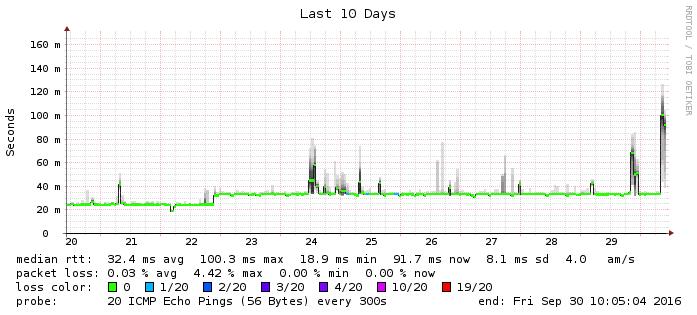 Last 10 Days
RRDTOOL / TOBI OETIKER
Seconds
160 m
140 m
120 m
100 m
80 m
60 m
40 m
20 m
0
20 21 22 23 24 25 26 27 28 29
median rtt: 32.4 ms avg 100.3 ms max 18.9 ms min 91.7 ms now 8.1 ms sd 4.0 am/s
packet loss: 0.03 % avg 4.42 % max 0.00 % min 0.00 % now
loss color: 0 1/20 2/20 3/20 4/20 10/20 19/20
probe: 20 ICMP Echo Pings (56 Bytes) every 300s end: Fri Sep 30 10:05:04 2016